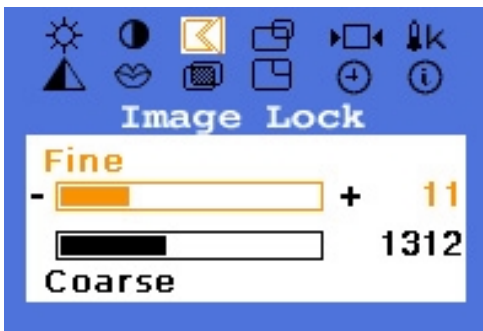 k
Image Lock
Fine
- + 11
1312
Coarse